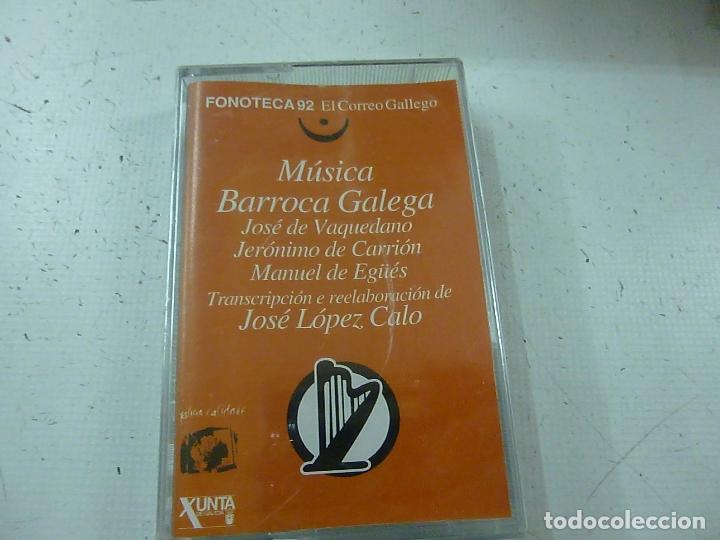 FONOTECA 92 El Correo Gallego
Música
Barroca Galega
José de Vaquedano
Jerónimo de Carrión
Manuel de Egüés
Transcripción e reelaboración de
José López Calo
XUNTA
todocoleccion